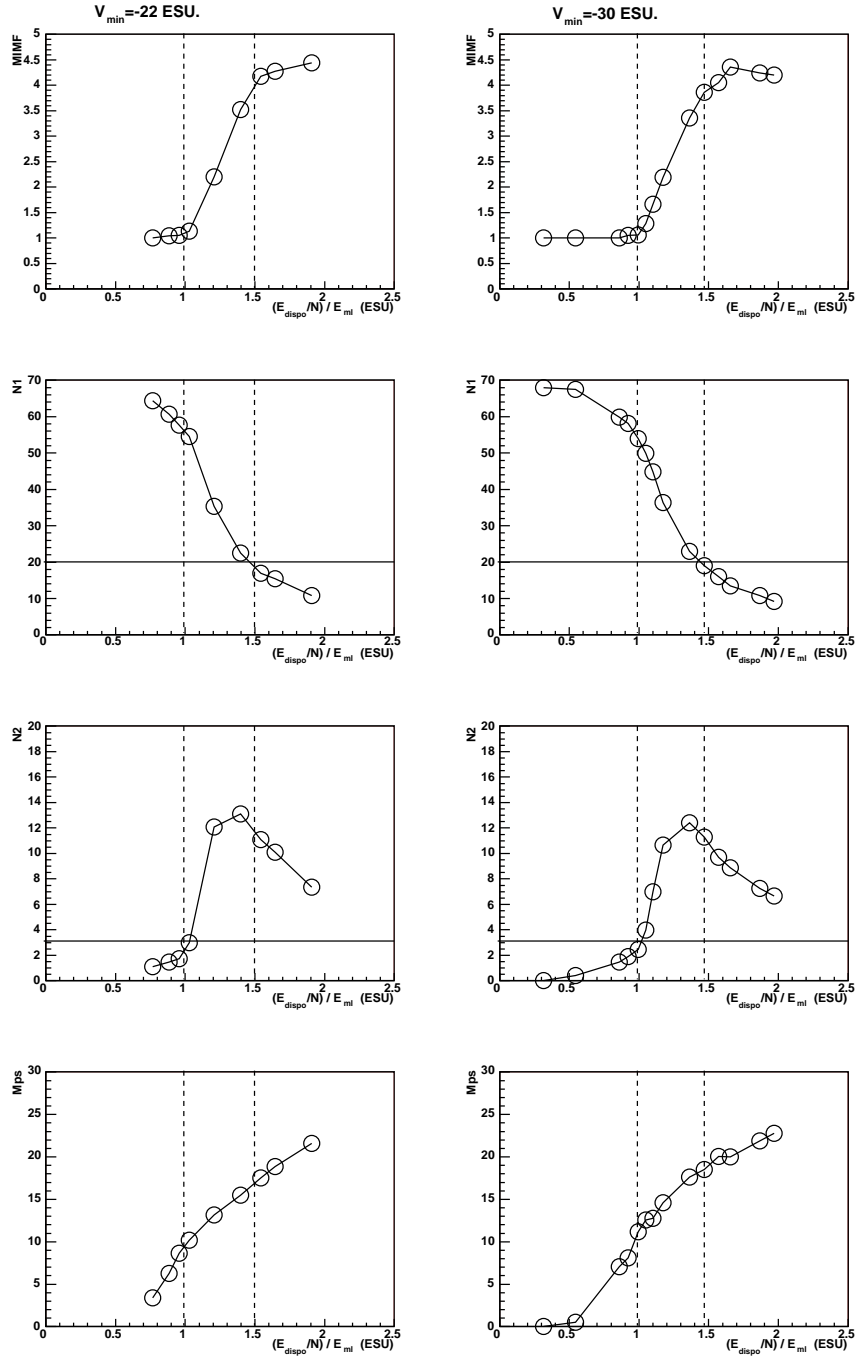 V_min=-22 ESU.
V_min=-30 ESU.
MIMF
5
4.5
4
3.5
3
2.5
2
1.5
1
0.5
0
0 0.5 1 1.5 2 2.5
(E_dispo/N) / E_ml (ESU)
MIMF
5
4.5
4
3.5
3
2.5
2
1.5
1
0.5
0
0 0.5 1 1.5 2 2.5
(E_dispo/N) / E_ml (ESU)
N1
70
60
50
40
30
20
10
0
0 0.5 1 1.5 2 2.5
(E_dispo/N) / E_ml (ESU)
N1
70
60
50
40
30
20
10
0
0 0.5 1 1.5 2 2.5
(E_dispo/N) / E_ml (ESU)
N2
20
18
16
14
12
10
8
6
4
2
0
0 0.5 1 1.5 2 2.5
(E_dispo/N) / E_ml (ESU)
N2
20
18
16
14
12
10
8
6
4
2
0
0 0.5 1 1.5 2 2.5
(E_dispo/N) / E_ml (ESU)
Mps
30
25
20
15
10
5
0
0 0.5 1 1.5 2 2.5
(E_dispo/N) / E_ml (ESU)
Mps
30
25
20
15
10
5
0
0 0.5 1 1.5 2 2.5
(E_dispo/N) / E_ml (ESU)